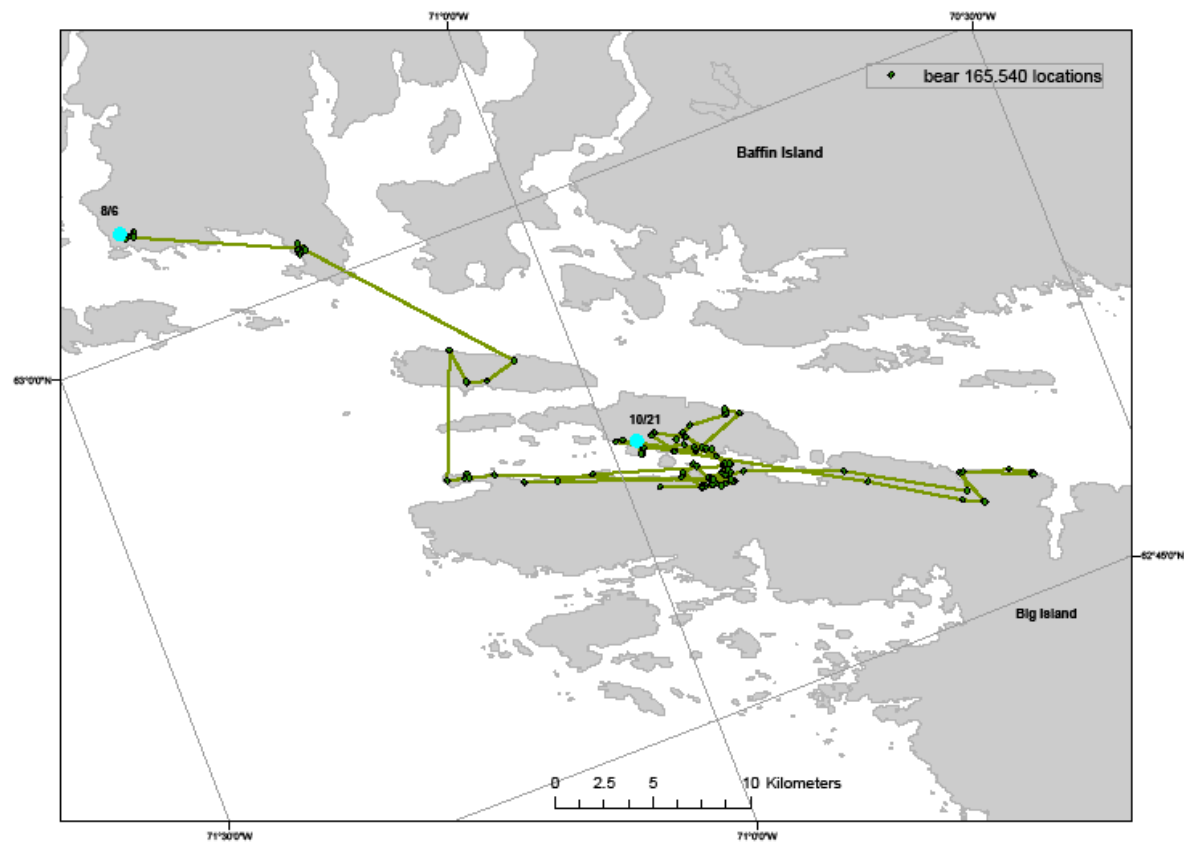 71°0'0"W
70°30'0"W
bear 165.540 locations
Baffin Island
8/6
63°0'0"N
10/21
62°45'0"N
Big Island
0 2.5 5 10 Kilometers
71°30'0"W
71°0'0"W